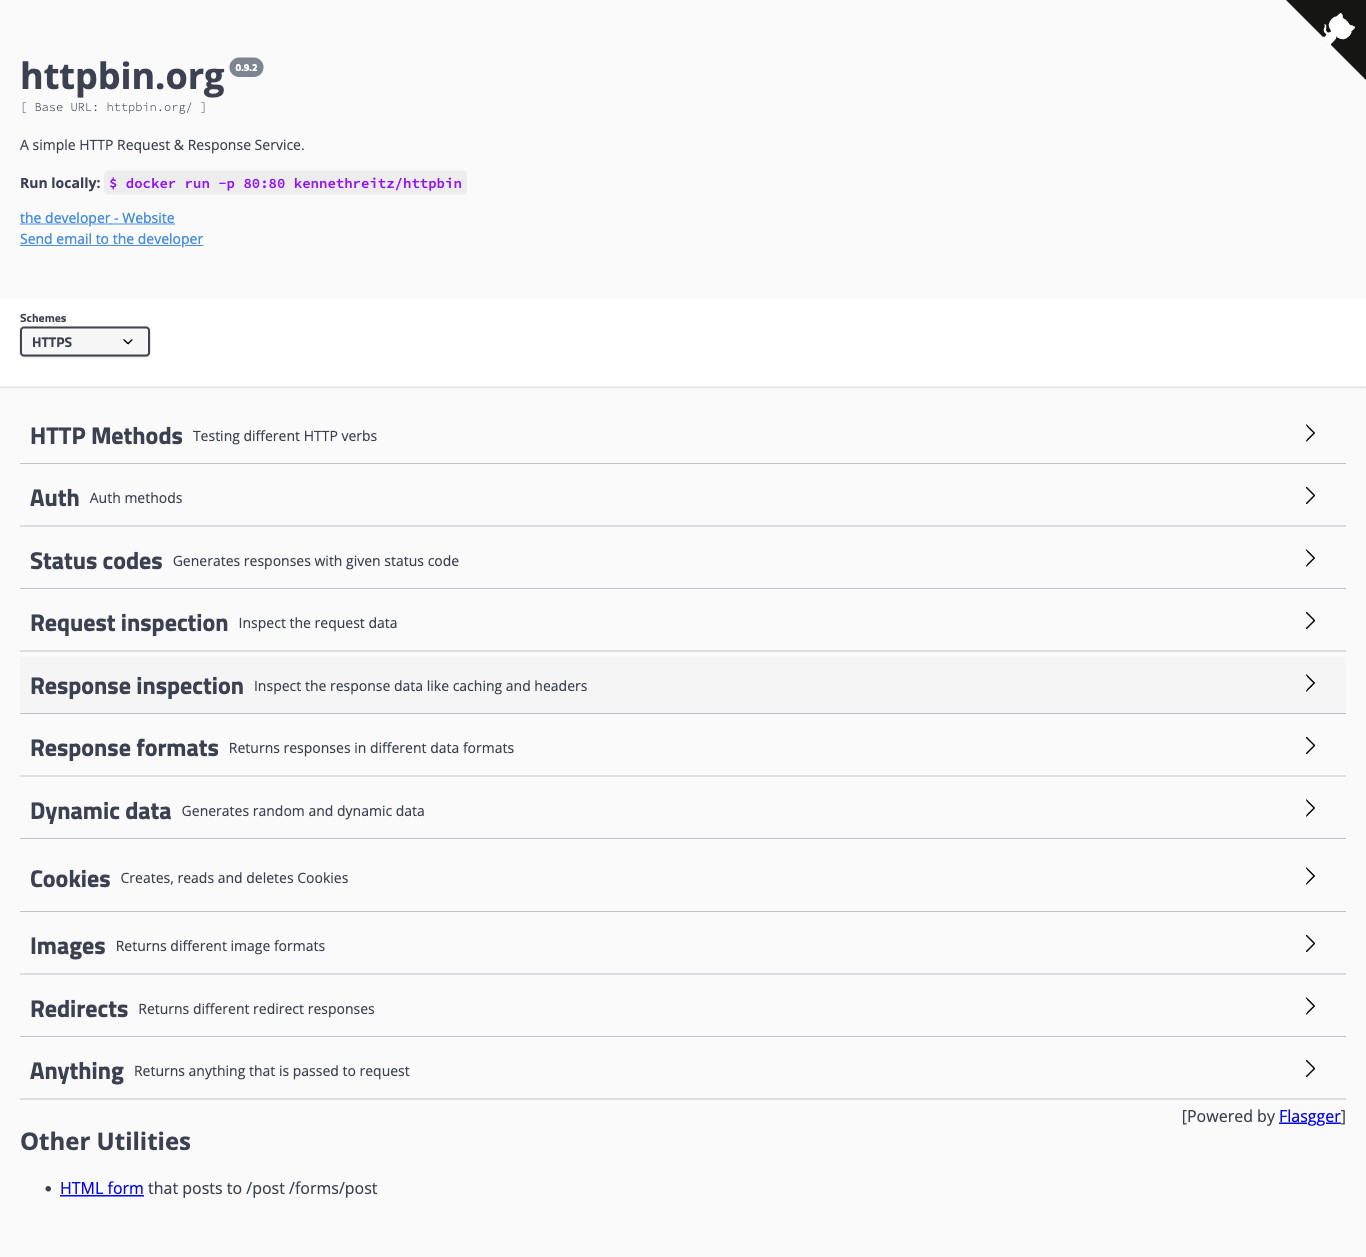 httpbin.org 0.9.2
[ Base URL: httpbin.org/ ]
A simple HTTP Request & Response Service.
Run locally: $ docker run -p 80:80 kennethreitz/httpbin
the developer - Website
Send email to the developer
Schemes
HTTPS
HTTP Methods Testing different HTTP verbs
Auth Auth methods
Status codes Generates responses with given status code
Request inspection Inspect the request data
Response inspection Inspect the response data like caching and headers
Response formats Returns responses in different data formats
Dynamic data Generates random and dynamic data
Cookies Creates, reads and deletes Cookies
Images Returns different image formats
Redirects Returns different redirect responses
Anything Returns anything that is passed to request
[Powered by Flasgger]
Other Utilities
• HTML form that posts to /post /forms/post